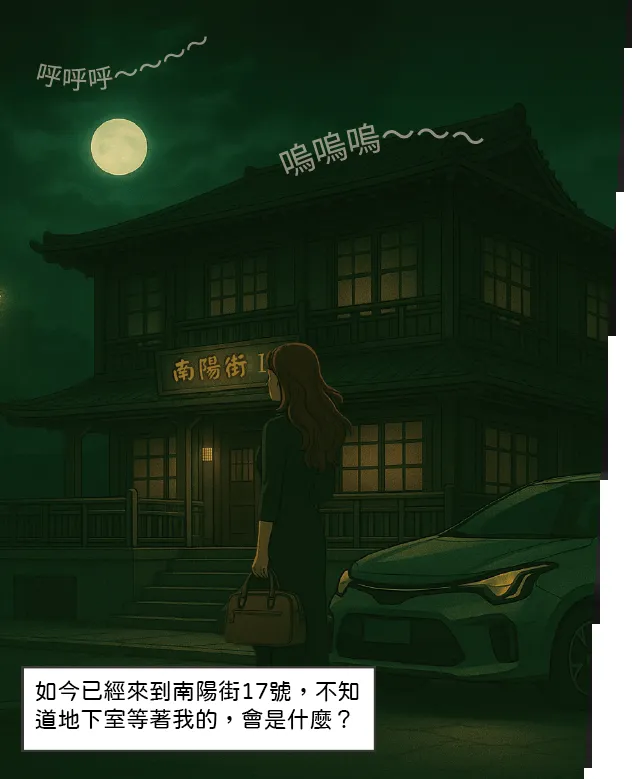 呼呼呼～～～～
嗚嗚嗚～～～
南陽街 1
如今已經來到南陽街17號，不知
道地下室等著我的，會是什麼？